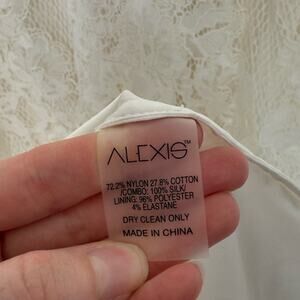 ALEXIS™
72.2% NYLON 27.8% COTTON
/COMBO: 100% SILK/
LINING: 96% POLYESTER
4% ELASTANE
DRY CLEAN ONLY
MADE IN CHINA